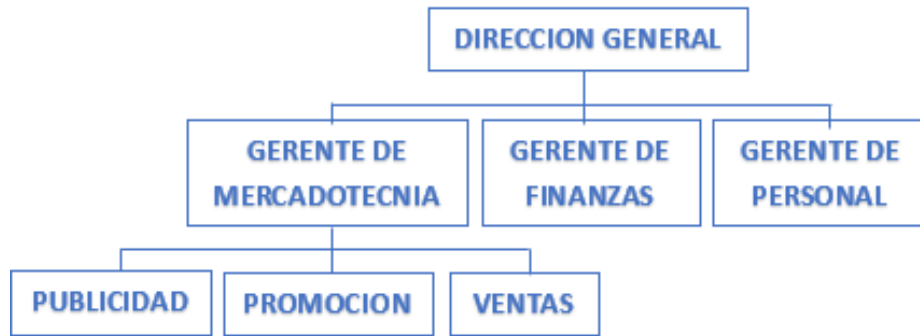 DIRECCION GENERAL
GERENTE DE
MERCADOTECNIA
GERENTE DE
FINANZAS
GERENTE DE
PERSONAL
PUBLICIDAD
PROMOCION
VENTAS